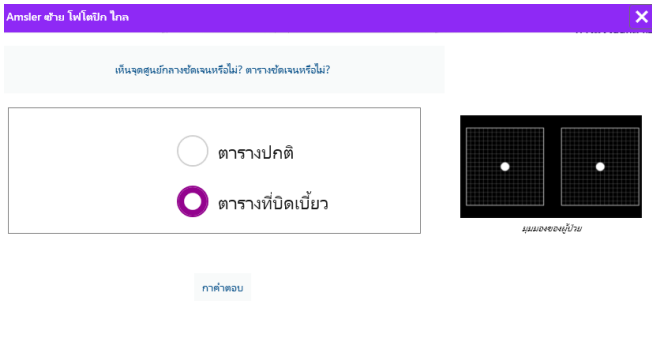 Amsler ซ้าย โฟโตปิก ไกล
เห็นจุดศูนย์กลางชัดเจนหรือไม่? ตารางชัดเจนหรือไม่?
ตารางปกติ
ตารางที่บิดเบี้ยว
มุมมองของผู้ป่วย
กาคำตอบ